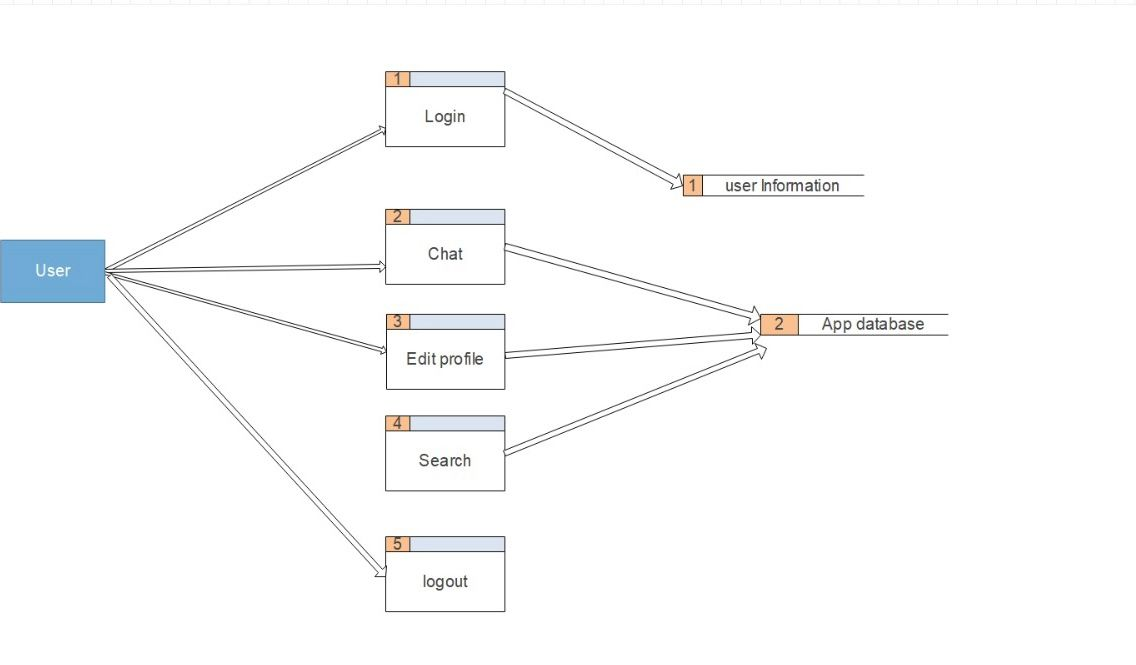 1
Login
1 user Information
2
Chat
User
3
Edit profile
2 App database
4
Search
5
logout